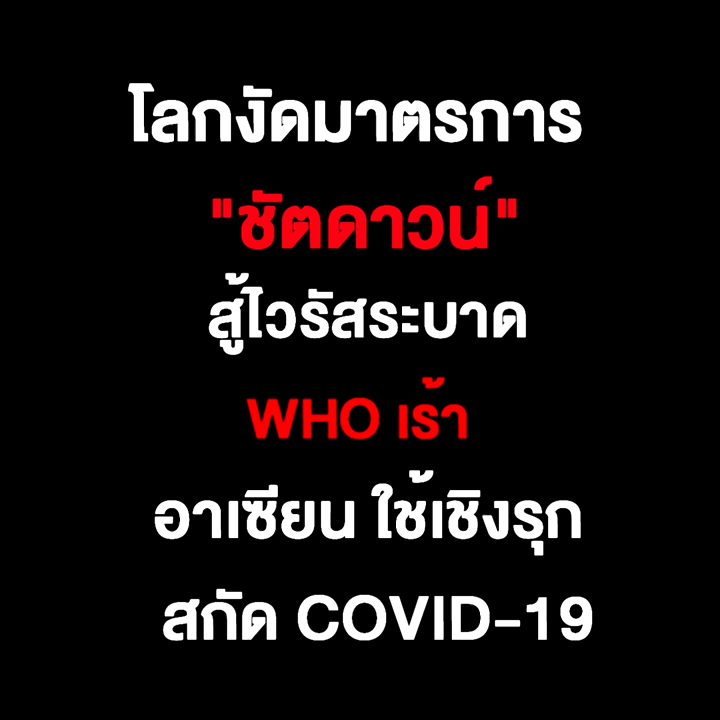 โลกงัดมาตรการ
"ชัตดาวน์"
สู้ไวรัสระบาด
WHO เร้า
อาเซียน ใช้เชิงรุก
สกัด COVID-19